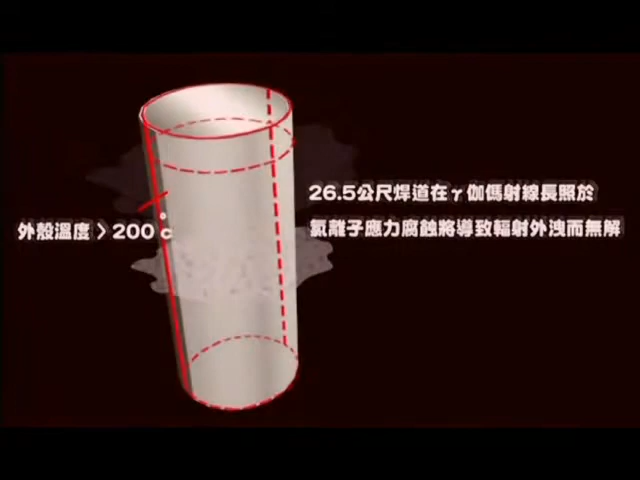 26.5公尺焊道在γ伽傌射線長照於
氯離子應力腐蝕將導致輻射外洩而無解
外殼溫度＞200℃